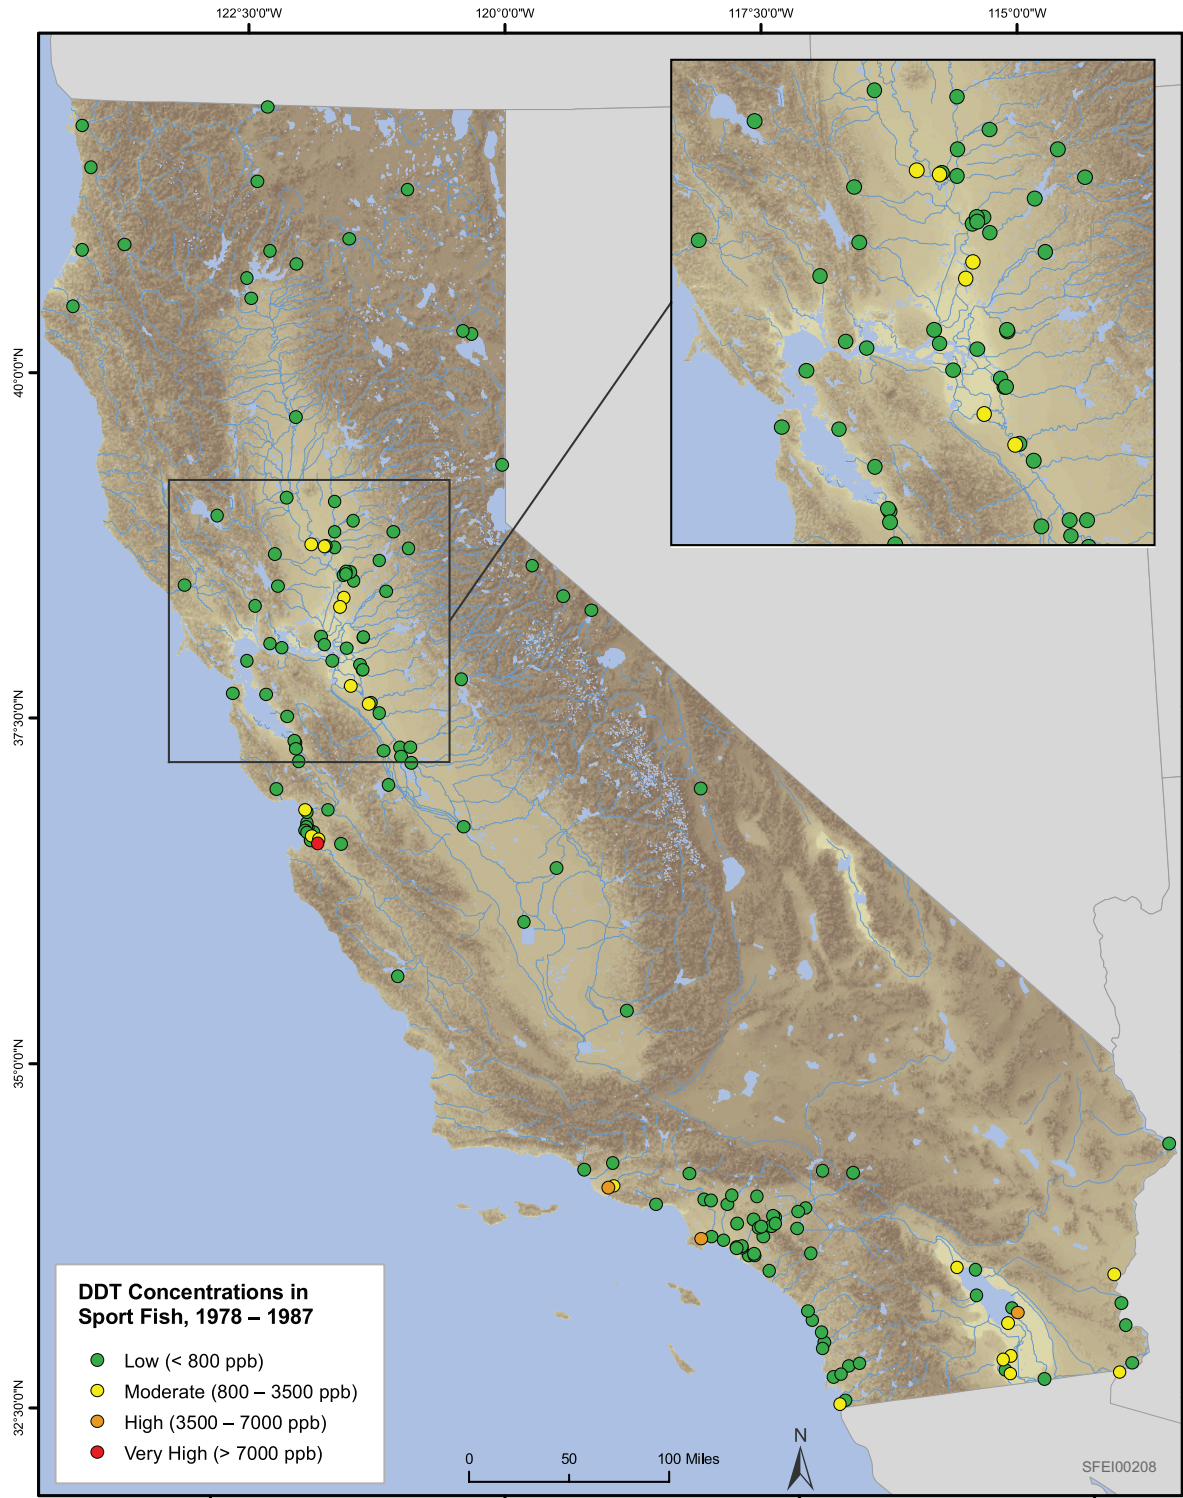 122°30'0"W 120°0'0"W 117°30'0"W 115°0'0"W
40°0'0"N
37°30'0"N
35°0'0"N
32°30'0"N
DDT Concentrations in
Sport Fish, 1978 – 1987
Low (< 800 ppb)
Moderate (800 – 3500 ppb)
High (3500 – 7000 ppb)
Very High (> 7000 ppb)
0 50 100 Miles
N
SFEI00208